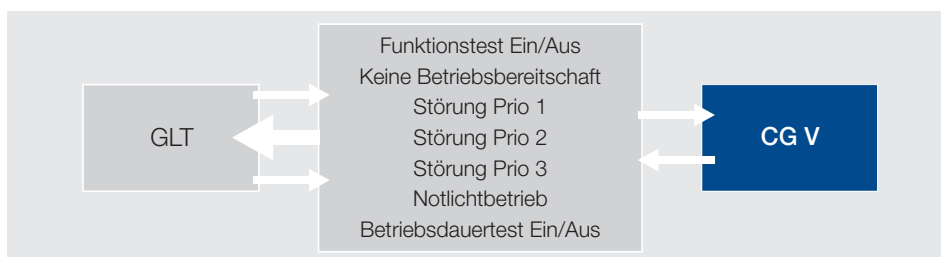 GLT
Funktionstest Ein/Aus
Keine Betriebsbereitschaft
Störung Prio 1
Störung Prio 2
Störung Prio 3
Notlichtbetrieb
Betriebsdauertest Ein/Aus
CG V